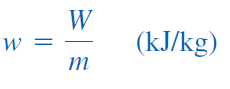 w = W/m (kJ/kg)